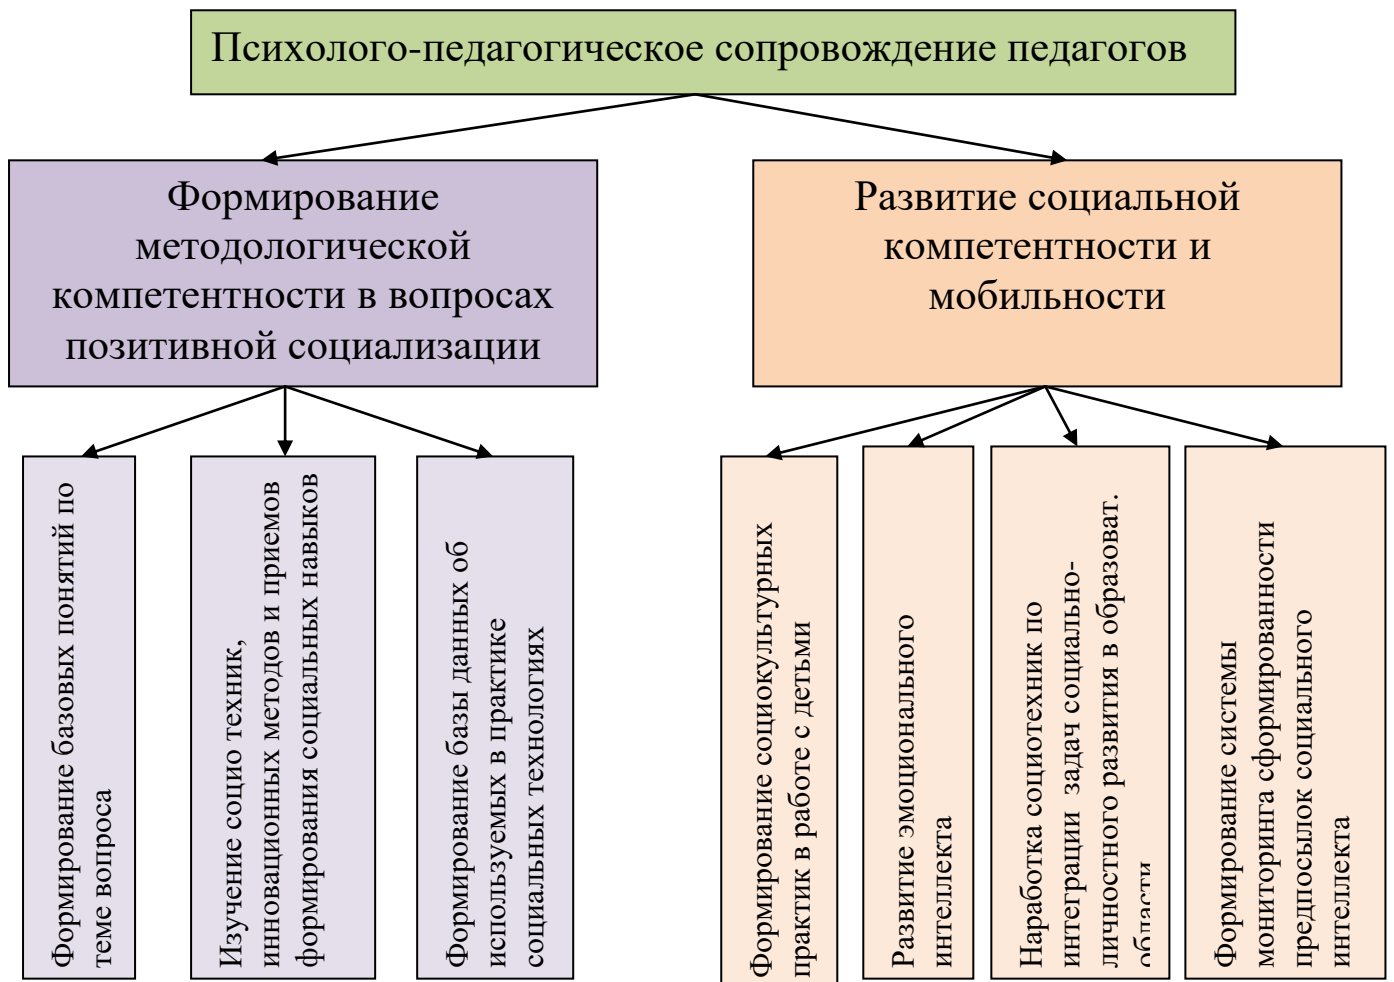 Психолого-педагогическое сопровождение педагогов
Формирование
методологической
компетентности в вопросах
позитивной социализации
Развитие социальной
компетентности и
мобильности
Формирование базовых понятий по
теме вопроса
Изучение социо техник,
инновационных методов и приемов
формирования социальных навыков
Формирование базы данных об
используемых в практике
социальных технологиях
Формирование социокультурных
практик в работе с детьми
Развитие эмоционального
интеллекта
Наработка социотехник по
интеграции задач социально-
личностного развития в образоват.
области
Формирование системы
мониторинга сформированности
предпосылок социального
интеллекта